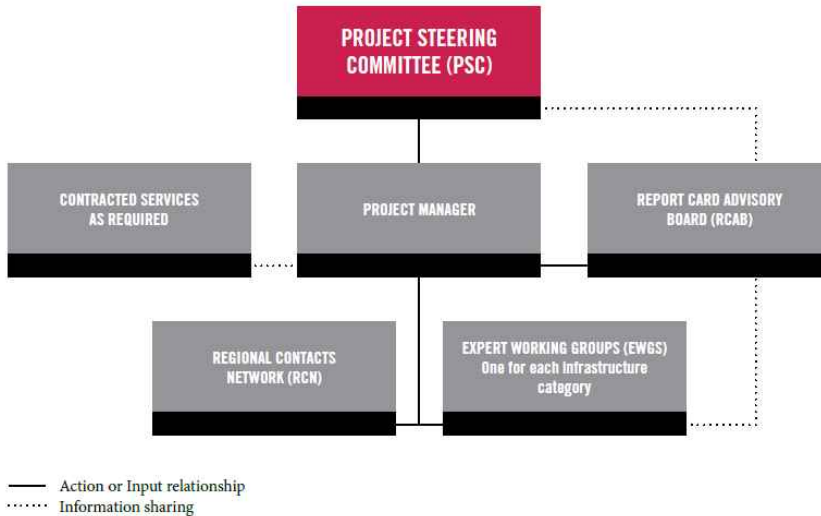 PROJECT STEERING
COMMITTEE (PSC)
CONTRACTED SERVICES
AS REQUIRED
PROJECT MANAGER
REPORT CARD ADVISORY
BOARD (RCAB)
REGIONAL CONTACTS
NETWORK (RCN)
EXPERT WORKING GROUPS (EWGS)
One for each infrastructure
category
Action or Input relationship
Information sharing